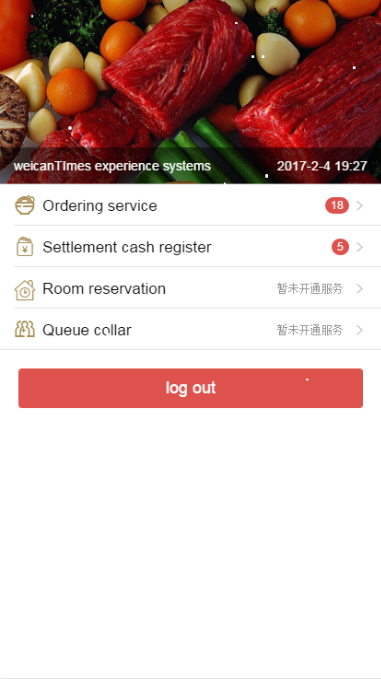 weicanTImes experience systems 2017-2-4 19:27
Ordering service 18
Settlement cash register 5
Room reservation 暂未开通服务
Queue collar 暂未开通服务
log out